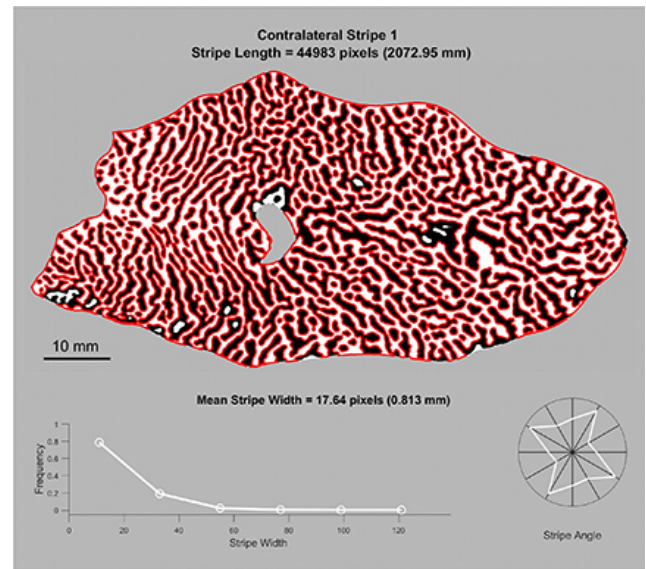 Contralateral Stripe 1
Stripe Length = 44983 pixels (2072.95 mm)
10 mm
Mean Stripe Width = 17.64 pixels (0.813 mm)
Frequency
1
0.8
0.6
0.4
0.2
0
0 20 40 60 80 100 120
Stripe Width
Stripe Angle